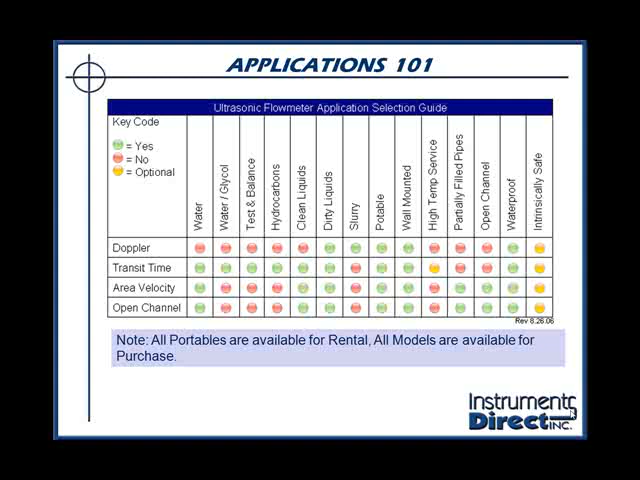 APPLICATIONS 101
Ultrasonic Flowmeter Application Selection Guide
Key Code
= Yes
= No
= Optional
Water
Water / Glycol
Test & Balance
Hydrocarbons
Clean Liquids
Dirty Liquids
Slurry
Potable
Wall Mounted
High Temp Service
Partially Filled Pipes
Open Channel
Waterproof
Intrinsically Safe
Doppler
Transit Time
Area Velocity
Open Channel
Rev 8.26.06
Note: All Portables are available for Rental, All Models are available for
Purchase.
Instruments
Direct INC.